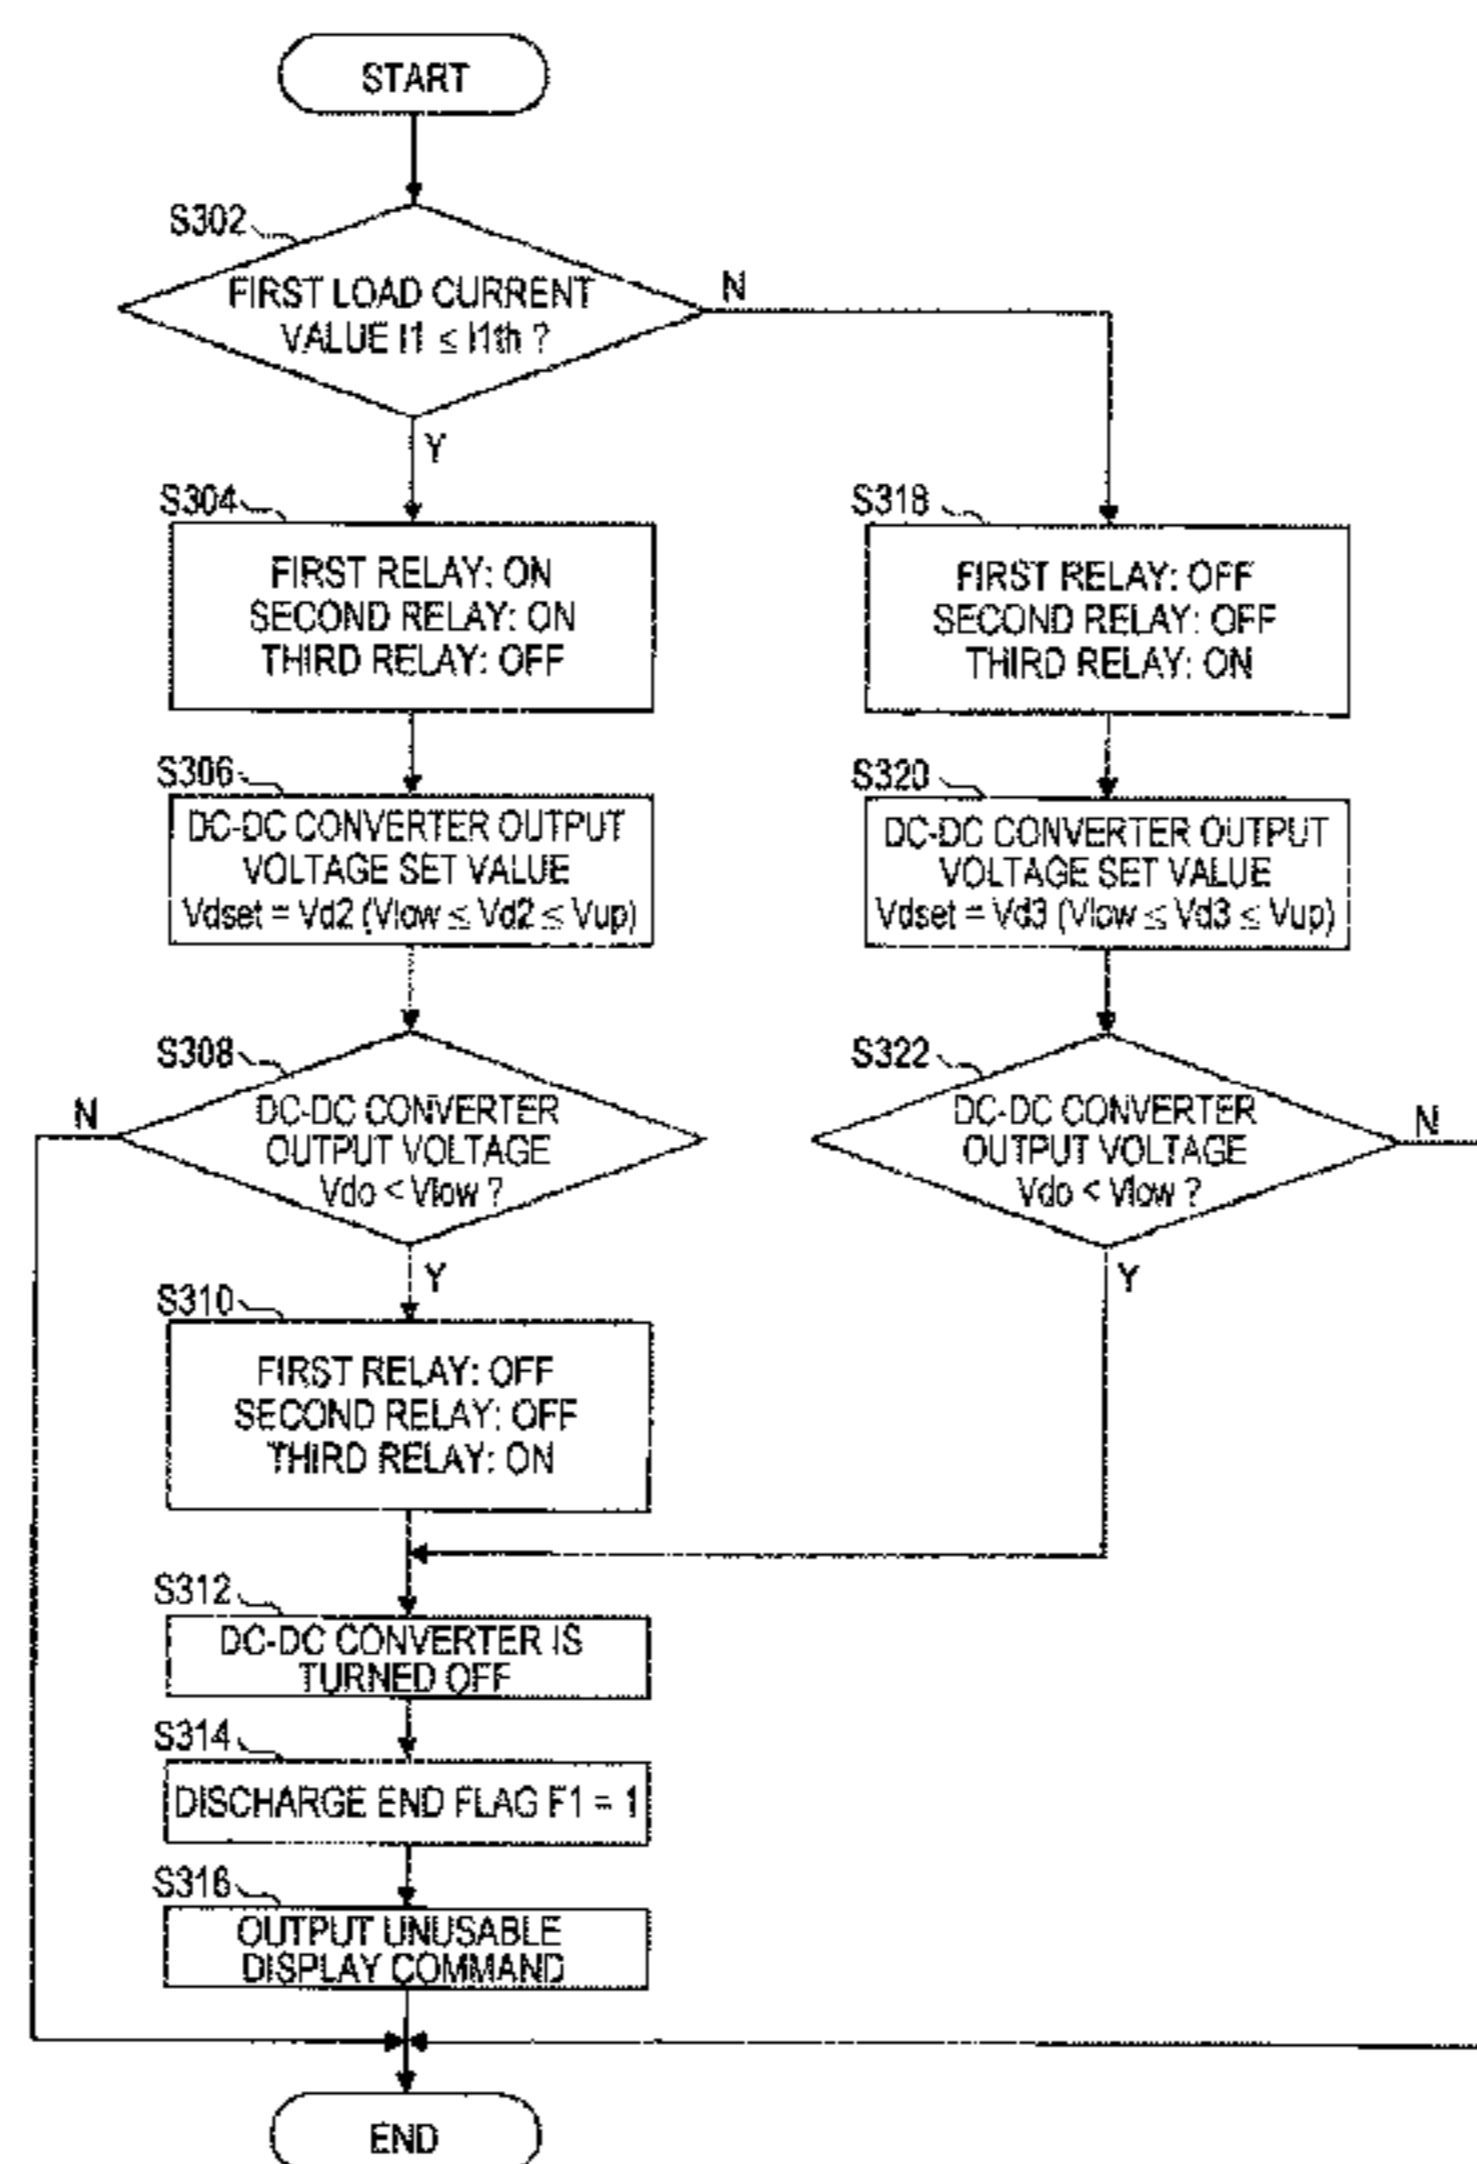 START
S302
FIRST LOAD CURRENT
VALUE I1 ≤ I1th ?
N
Y
S304
FIRST RELAY: ON
SECOND RELAY: ON
THIRD RELAY: OFF
S318
FIRST RELAY: OFF
SECOND RELAY: OFF
THIRD RELAY: ON
S306
DC-DC CONVERTER OUTPUT
VOLTAGE SET VALUE
Vdset = Vd2 (Vlow ≤ Vd2 ≤ Vup)
S320
DC-DC CONVERTER OUTPUT
VOLTAGE SET VALUE
Vdset = Vd3 (Vlow ≤ Vd3 ≤ Vup)
S308
N
DC-DC CONVERTER
OUTPUT VOLTAGE
Vdo < Vlow ?
Y
S322
DC-DC CONVERTER
OUTPUT VOLTAGE
Vdo < Vlow ?
N
Y
S310
FIRST RELAY: OFF
SECOND RELAY: OFF
THIRD RELAY: ON
S312
DC-DC CONVERTER IS
TURNED OFF
S314
DISCHARGE END FLAG F1 = 1
S316
OUTPUT UNUSABLE
DISPLAY COMMAND
END